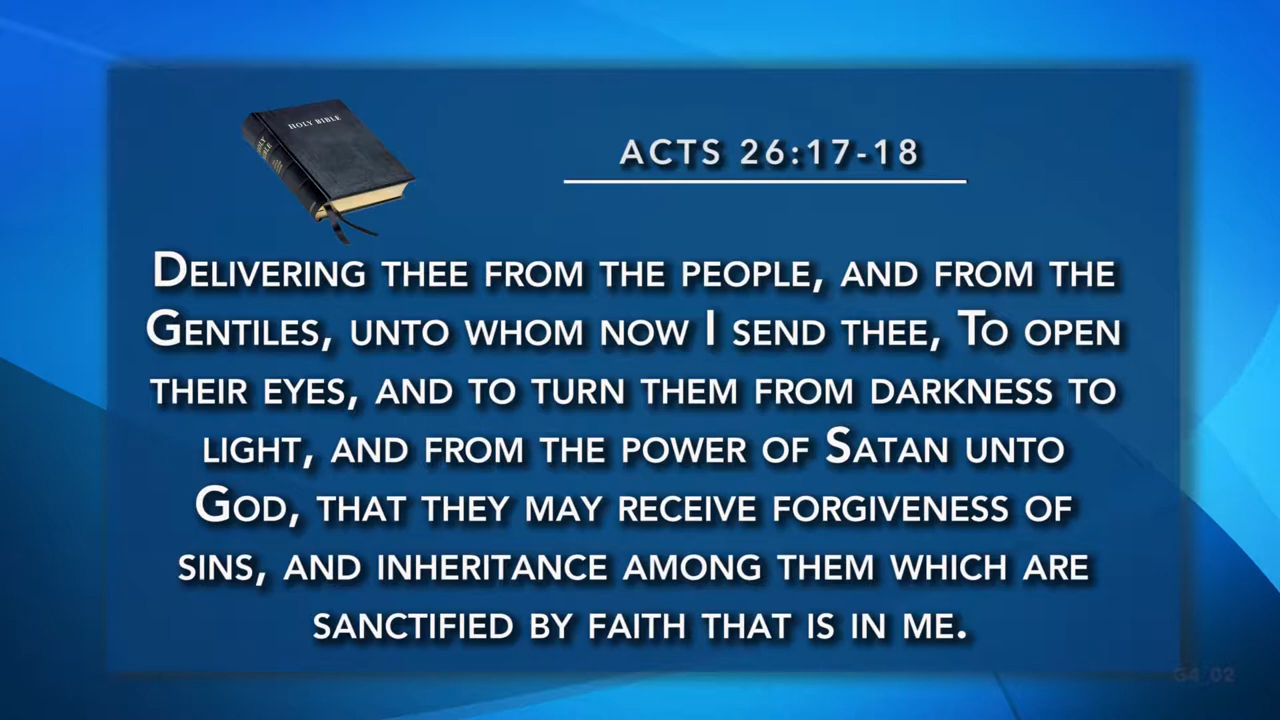 HOLY BIBLE
ACTS 26:17-18
Delivering thee from the people, and from the
Gentiles, unto whom now I send thee, To open
their eyes, and to turn them from darkness to
light, and from the power of Satan unto
God, that they may receive forgiveness of
sins, and inheritance among them which are
sanctified by faith that is in me.
G4_02